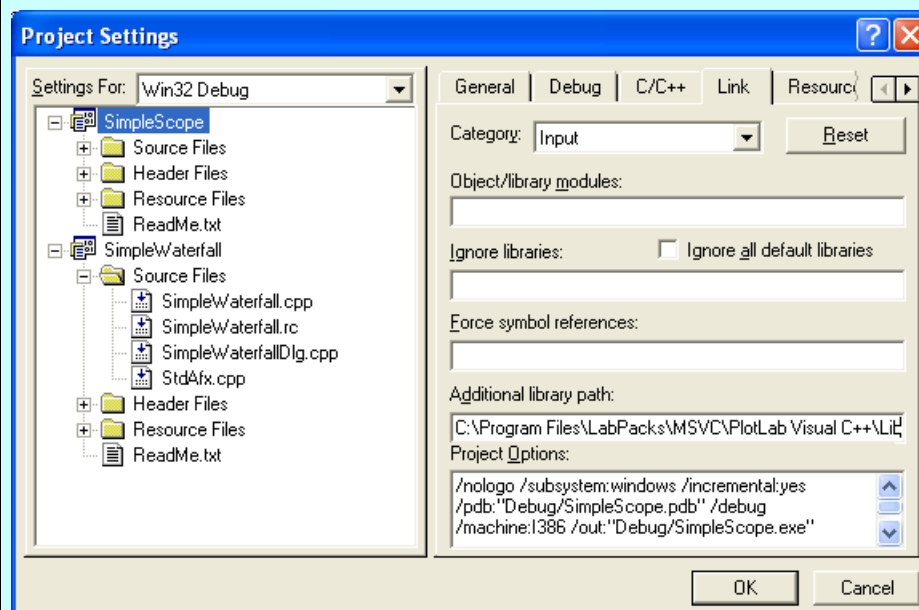 Project Settings
Settings For: Win32 Debug
SimpleScope
Source Files
Header Files
Resource Files
ReadMe.txt
SimpleWaterfall
Source Files
SimpleWaterfall.cpp
SimpleWaterfall.rc
SimpleWaterfallDlg.cpp
StdAfx.cpp
Header Files
Resource Files
ReadMe.txt
General Debug C/C++ Link
Category: Input Reset
Object/library modules:
Ignore libraries: Ignore all default libraries
Force symbol references:
Additional library path:
C:\Program Files\LabPacks\MSVC\PlotLab Visual C++\Lib
Project Options:
/nologo /subsystem:windows /incremental:yes
/pdb:"Debug/SimpleScope.pdb" /debug
/machine:I386 /out:"Debug/SimpleScope.exe"
OK Cancel